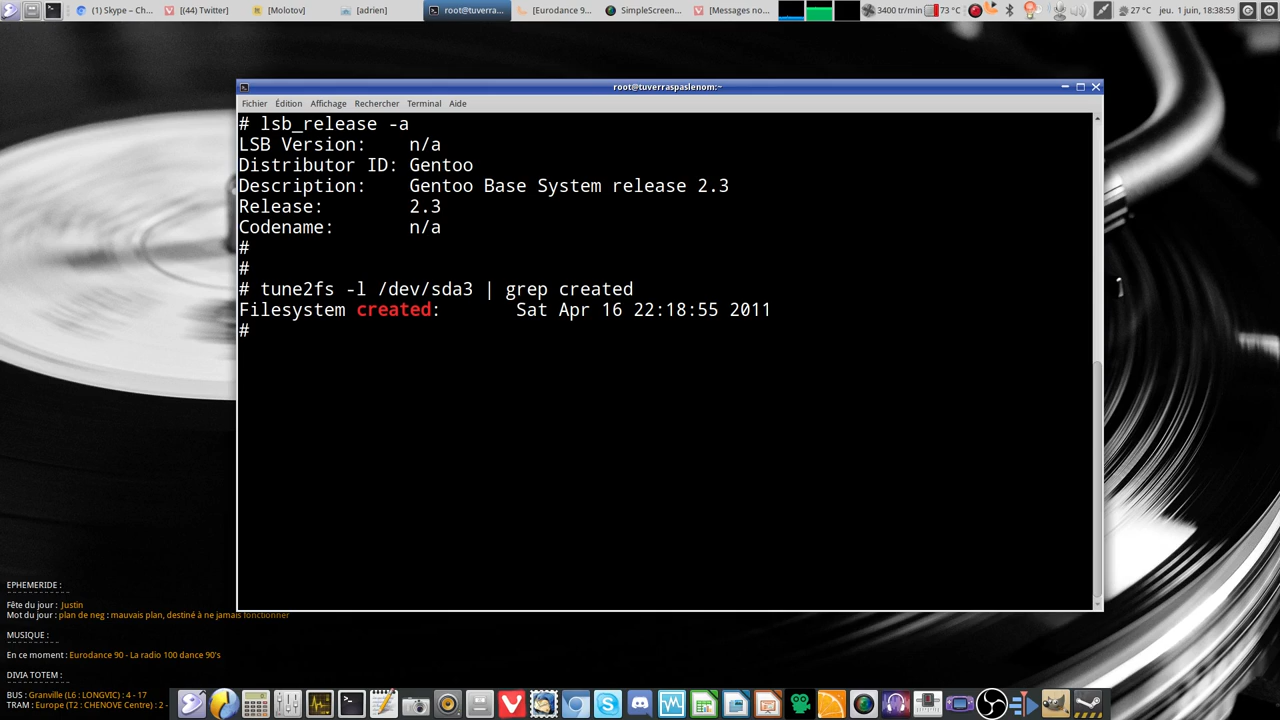 (1) Skype – Ch... [(44) Twitter] [Molotov] [adrien] root@tuverra... [Eurodance 9... SimpleScreen... [Messages no... 3400 tr/min 73 °C 27 °C jeu. 1 juin, 18:38:59
root@tuverraspaslenom:~
Fichier Édition Affichage Rechercher Terminal Aide
# lsb_release -a
LSB Version: n/a
Distributor ID: Gentoo
Description: Gentoo Base System release 2.3
Release: 2.3
Codename: n/a
#
#
# tune2fs -l /dev/sda3 | grep created
Filesystem created: Sat Apr 16 22:18:55 2011
#
EPHEMERIDE :
Fête du jour : Justin
Mot du jour : plan de neg : mauvais plan, destiné à ne jamais fonctionner
MUSIQUE :
En ce moment : Eurodance 90 - La radio 100 dance 90's
DIVIA TOTEM :
BUS : Granville (L6 : LONGVIC) : 4 - 17
TRAM : Europe (T2 : CHENOVE Centre) : 2 -